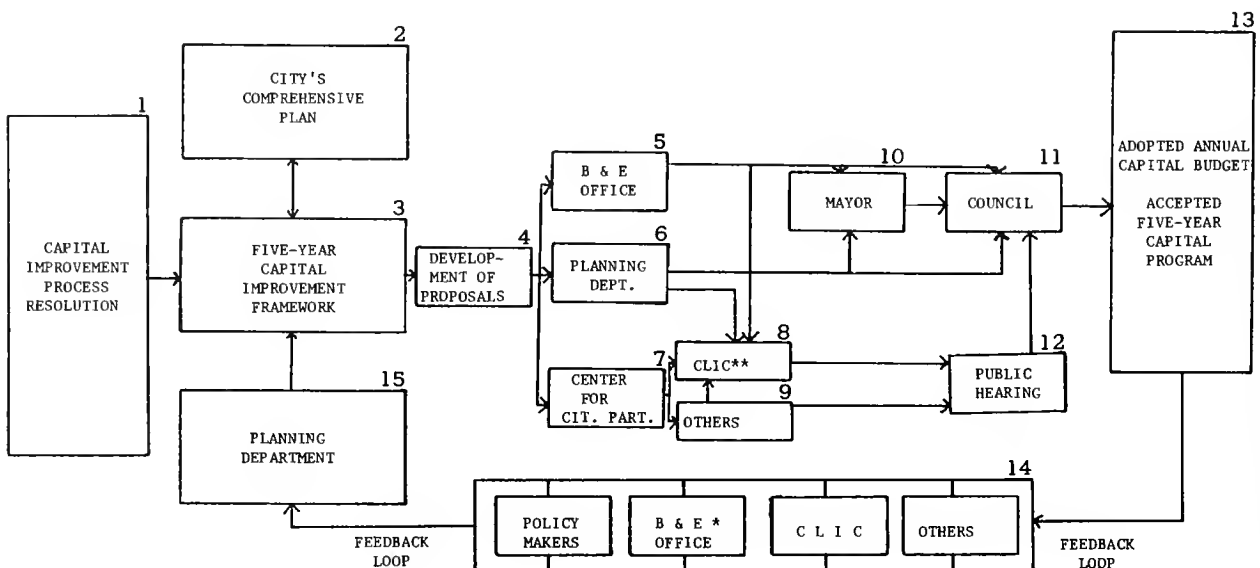 1
CAPITAL
IMPROVEMENT
PROCESS
RESOLUTION
2
CITY'S
COMPREHENSIVE
PLAN
3
FIVE-YEAR
CAPITAL
IMPROVEMENT
FRAMEWORK
15
PLANNING
DEPARTMENT
4
DEVELOP-
MENT OF
PROPOSALS
5
B & E
OFFICE
6
PLANNING
DEPT.
7
CENTER
FOR
CIT. PART.
8
CLIC**
9
OTHERS
10
MAYOR
11
COUNCIL
12
PUBLIC
HEARING
13
ADOPTED ANNUAL
CAPITAL BUDGET
ACCEPTED
FIVE-YEAR
CAPITAL
PROGRAM
14
POLICY
MAKERS
B & E *
OFFICE
C L I C
OTHERS
FEEDBACK
LOOP
FEEDBACK
LOOP